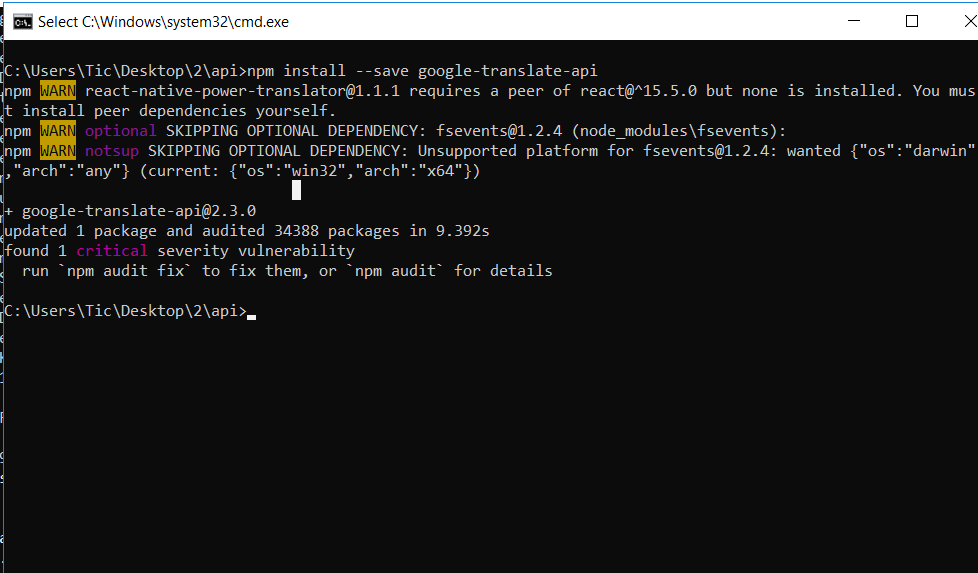 Select C:\Windows\system32\cmd.exe
C:\Users\Tic\Desktop\2\api>npm install --save google-translate-api
npm WARN react-native-power-translator@1.1.1 requires a peer of react@^15.5.0 but none is installed. You mus
t install peer dependencies yourself.
npm WARN optional SKIPPING OPTIONAL DEPENDENCY: fsevents@1.2.4 (node_modules\fsevents):
npm WARN notsup SKIPPING OPTIONAL DEPENDENCY: Unsupported platform for fsevents@1.2.4: wanted {"os":"darwin"
,"arch":"any"} (current: {"os":"win32","arch":"x64"})
+ google-translate-api@2.3.0
updated 1 package and audited 34388 packages in 9.392s
found 1 critical severity vulnerability
run `npm audit fix` to fix them, or `npm audit` for details
C:\Users\Tic\Desktop\2\api>